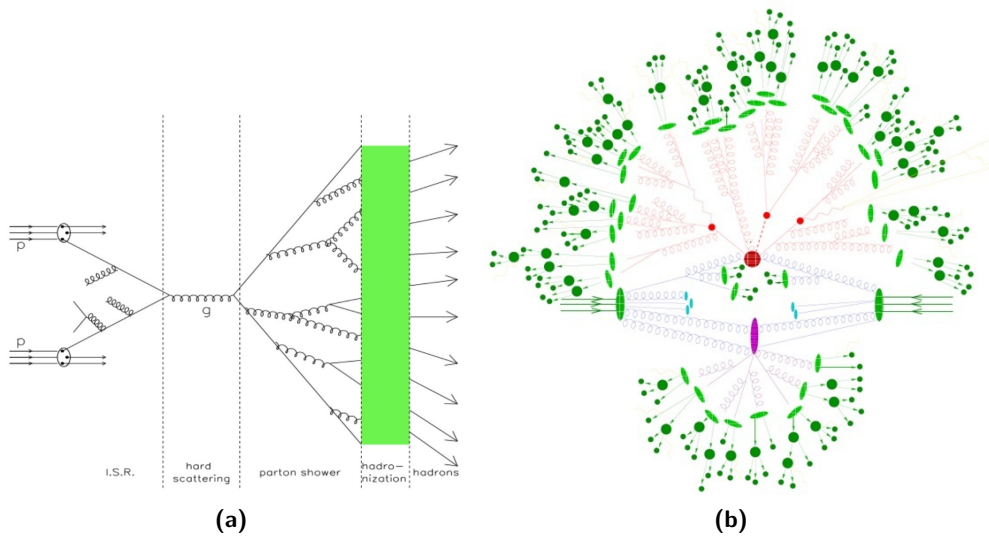 p
g
p
I.S.R.
hard
scattering
parton shower
hadro-
nization
hadrons
(a)
(b)